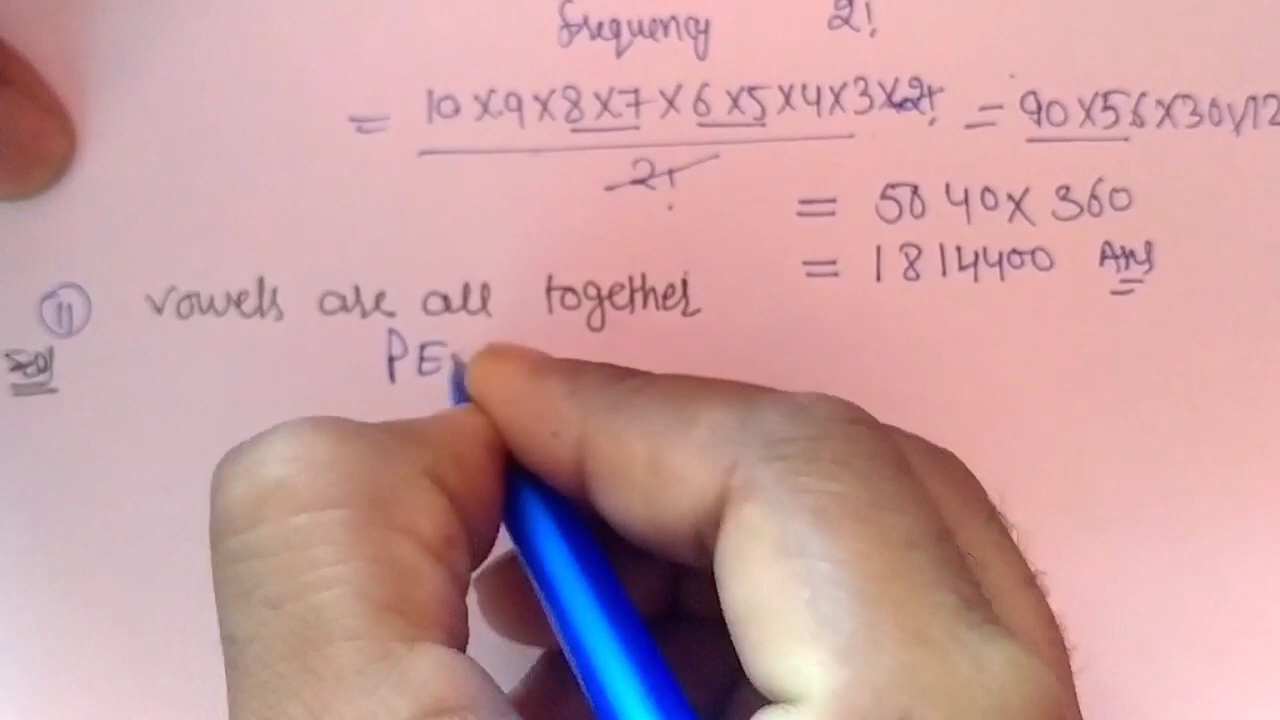 frequency 2!
= 10 X 9 X 8 X 7 X 6 X 5 X 4 X 3 X 2! = 90 X 56 X 30 X 12
2!
= 5040 X 360
= 1814400 Ans
(ii) vowels are all together
Sol
PE